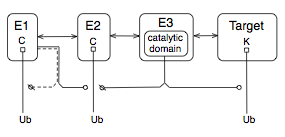 E1
C
E2
C
E3
catalytic
domain
Target
K
Ub
Ub
Ub